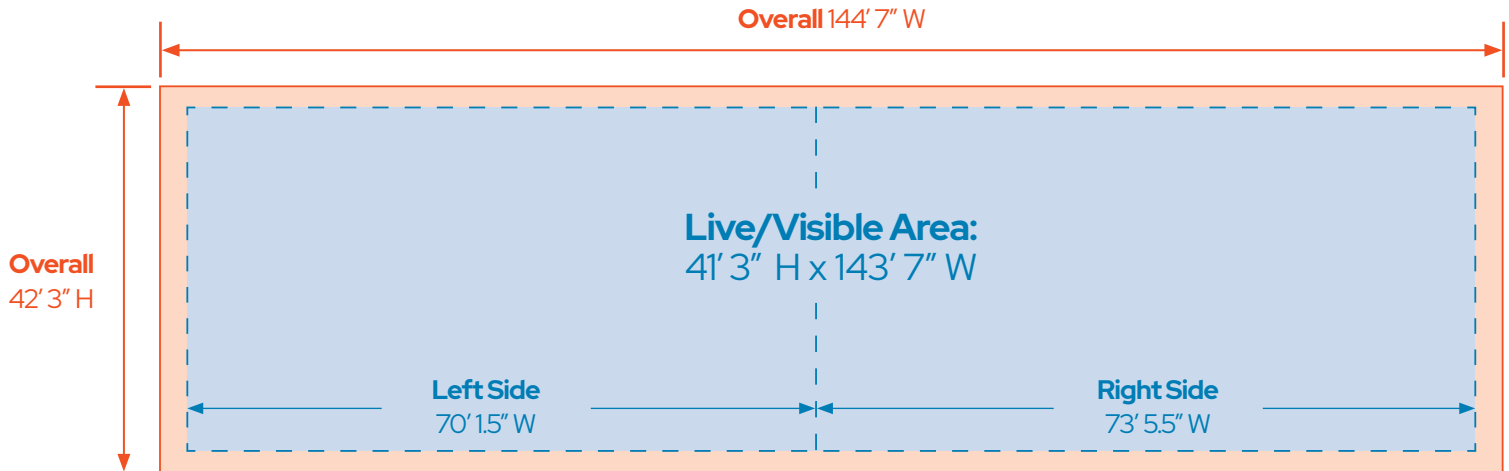 Overall 144’ 7” W
Live/Visible Area:
41’ 3” H x 143’ 7” W
Overall
42’ 3” H
Left Side
70’ 1.5” W
Right Side
73’ 5.5” W